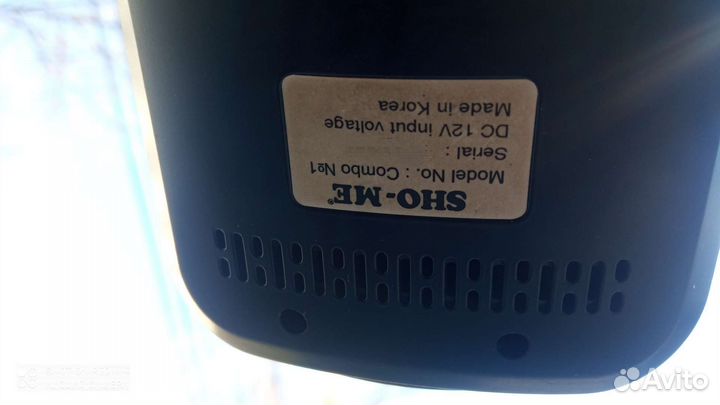 SHO-ME®
Model No. : Combo №1
Serial :
DC 12V input voltage
Made in Korea
Avito